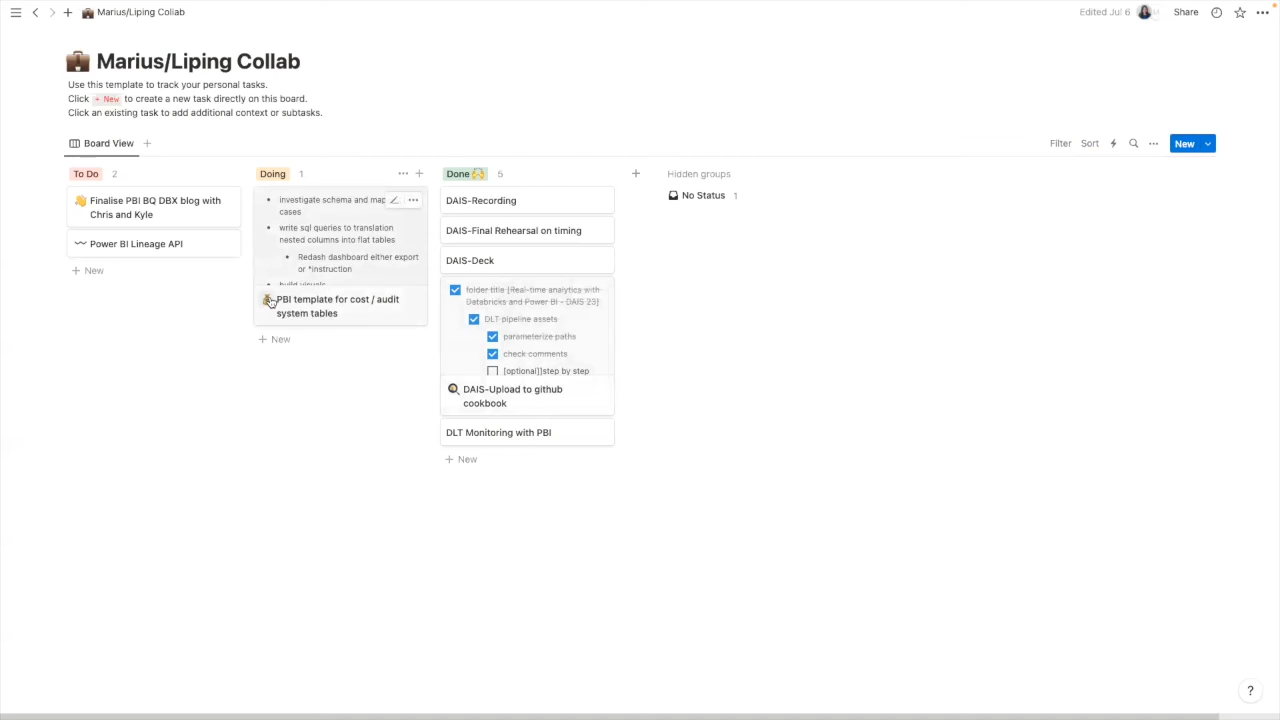 Marius/Liping Collab
Edited Jul 6
Share
Marius/Liping Collab
Use this template to track your personal tasks.
Click + New to create a new task directly on this board.
Click an existing task to add additional context or subtasks.
Board View
Filter
Sort
New
To Do 2
Finalise PBI BQ DBX blog with
Chris and Kyle
Power BI Lineage API
+ New
Doing 1
investigate schema and map
cases
write sql queries to translation
nested columns into flat tables
Redash dashboard either export
or *instruction
build visuals
PBI template for cost / audit
system tables
+ New
Done 🙌 5
DAIS-Recording
DAIS-Final Rehearsal on timing
DAIS-Deck
folder title [Real-time analytics with
Databricks and Power BI - DAIS 23]
DLT pipeline assets
parameterize paths
check comments
[optional]]step by step
DAIS-Upload to github
cookbook
DLT Monitoring with PBI
+ New
Hidden groups
No Status 1
?